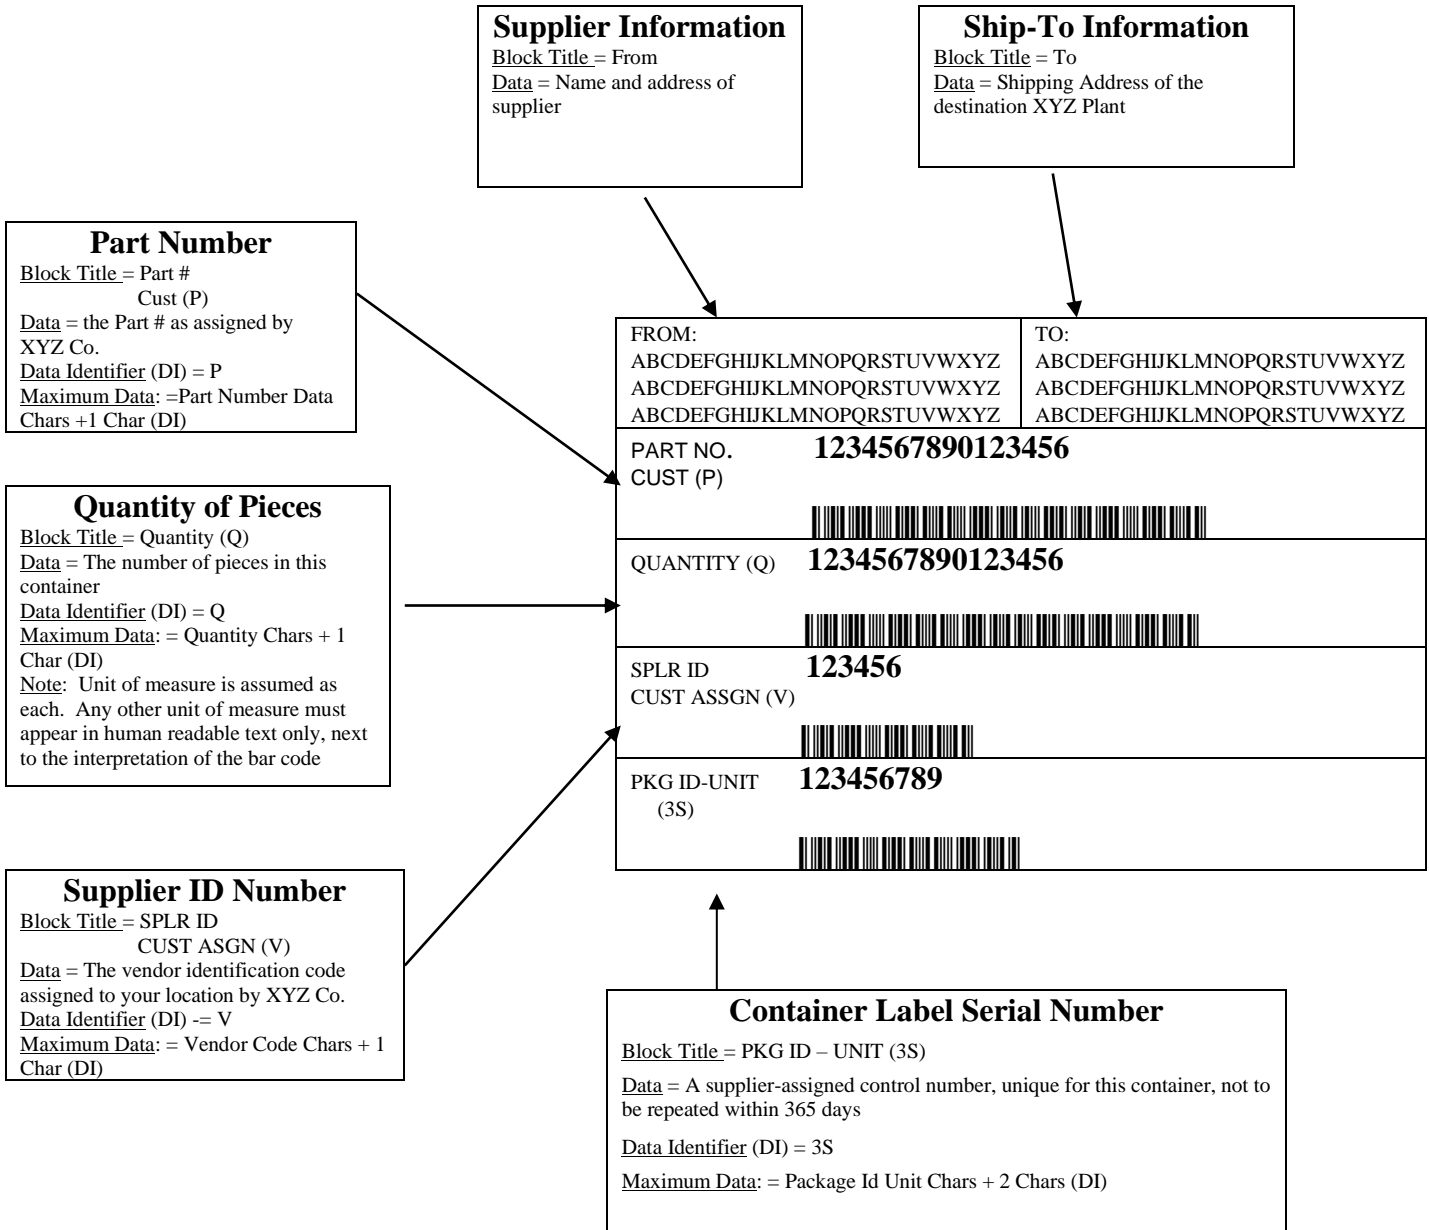 Supplier Information
Block Title = From
Data = Name and address of
supplier
Ship-To Information
Block Title = To
Data = Shipping Address of the
destination XYZ Plant
Part Number
Block Title = Part #
Cust (P)
Data = the Part # as assigned by
XYZ Co.
Data Identifier (DI) = P
Maximum Data: =Part Number Data
Chars +1 Char (DI)
Quantity of Pieces
Block Title = Quantity (Q)
Data = The number of pieces in this
container
Data Identifier (DI) = Q
Maximum Data: = Quantity Chars + 1
Char (DI)
Note: Unit of measure is assumed as
each. Any other unit of measure must
appear in human readable text only, next
to the interpretation of the bar code
Supplier ID Number
Block Title = SPLR ID
CUST ASGN (V)
Data = The vendor identification code
assigned to your location by XYZ Co.
Data Identifier (DI) -= V
Maximum Data: = Vendor Code Chars + 1
Char (DI)
FROM:
ABCDEFGHIJKLMNOPQRSTUVWXYZ
ABCDEFGHIJKLMNOPQRSTUVWXYZ
ABCDEFGHIJKLMNOPQRSTUVWXYZ
TO:
ABCDEFGHIJKLMNOPQRSTUVWXYZ
ABCDEFGHIJKLMNOPQRSTUVWXYZ
ABCDEFGHIJKLMNOPQRSTUVWXYZ
PART NO. 1234567890123456
CUST (P)
QUANTITY (Q) 1234567890123456
SPLR ID 123456
CUST ASSGN (V)
PKG ID-UNIT 123456789
(3S)
Container Label Serial Number
Block Title = PKG ID – UNIT (3S)
Data = A supplier-assigned control number, unique for this container, not to
be repeated within 365 days
Data Identifier (DI) = 3S
Maximum Data: = Package Id Unit Chars + 2 Chars (DI)